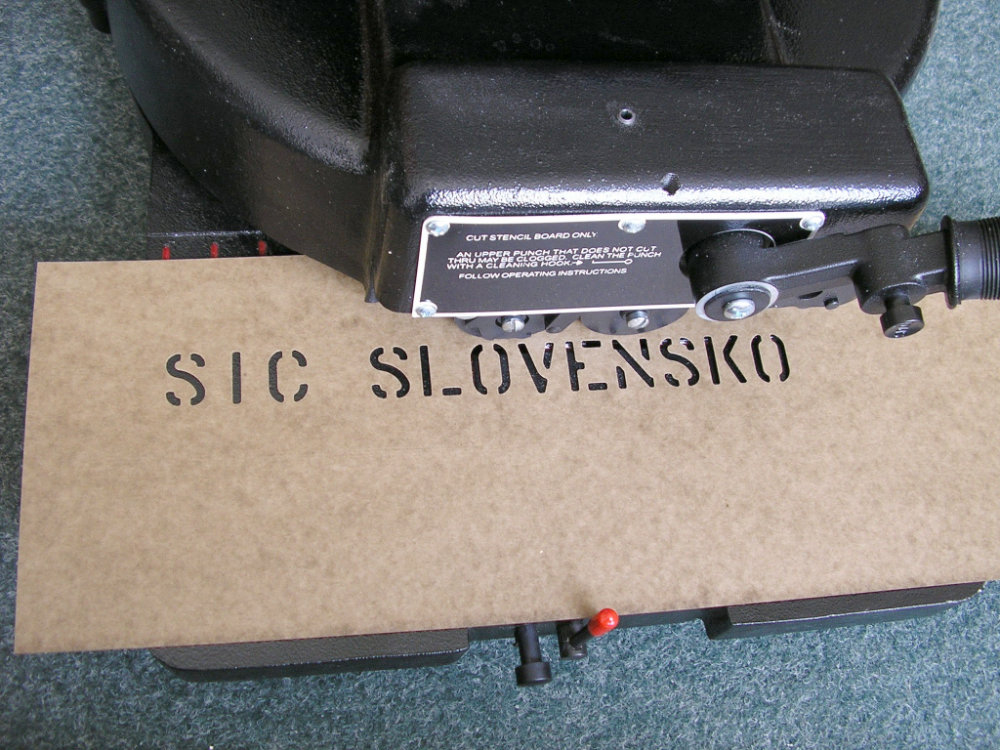 CUT STENCIL BOARD ONLY
AN UPPER PUNCH THAT DOES NOT CUT
THRU MAY BE CLOGGED. CLEAN THE PUNCH
WITH A CLEANING HOOK
FOLLOW OPERATING INSTRUCTIONS
SIC SLOVENSKO